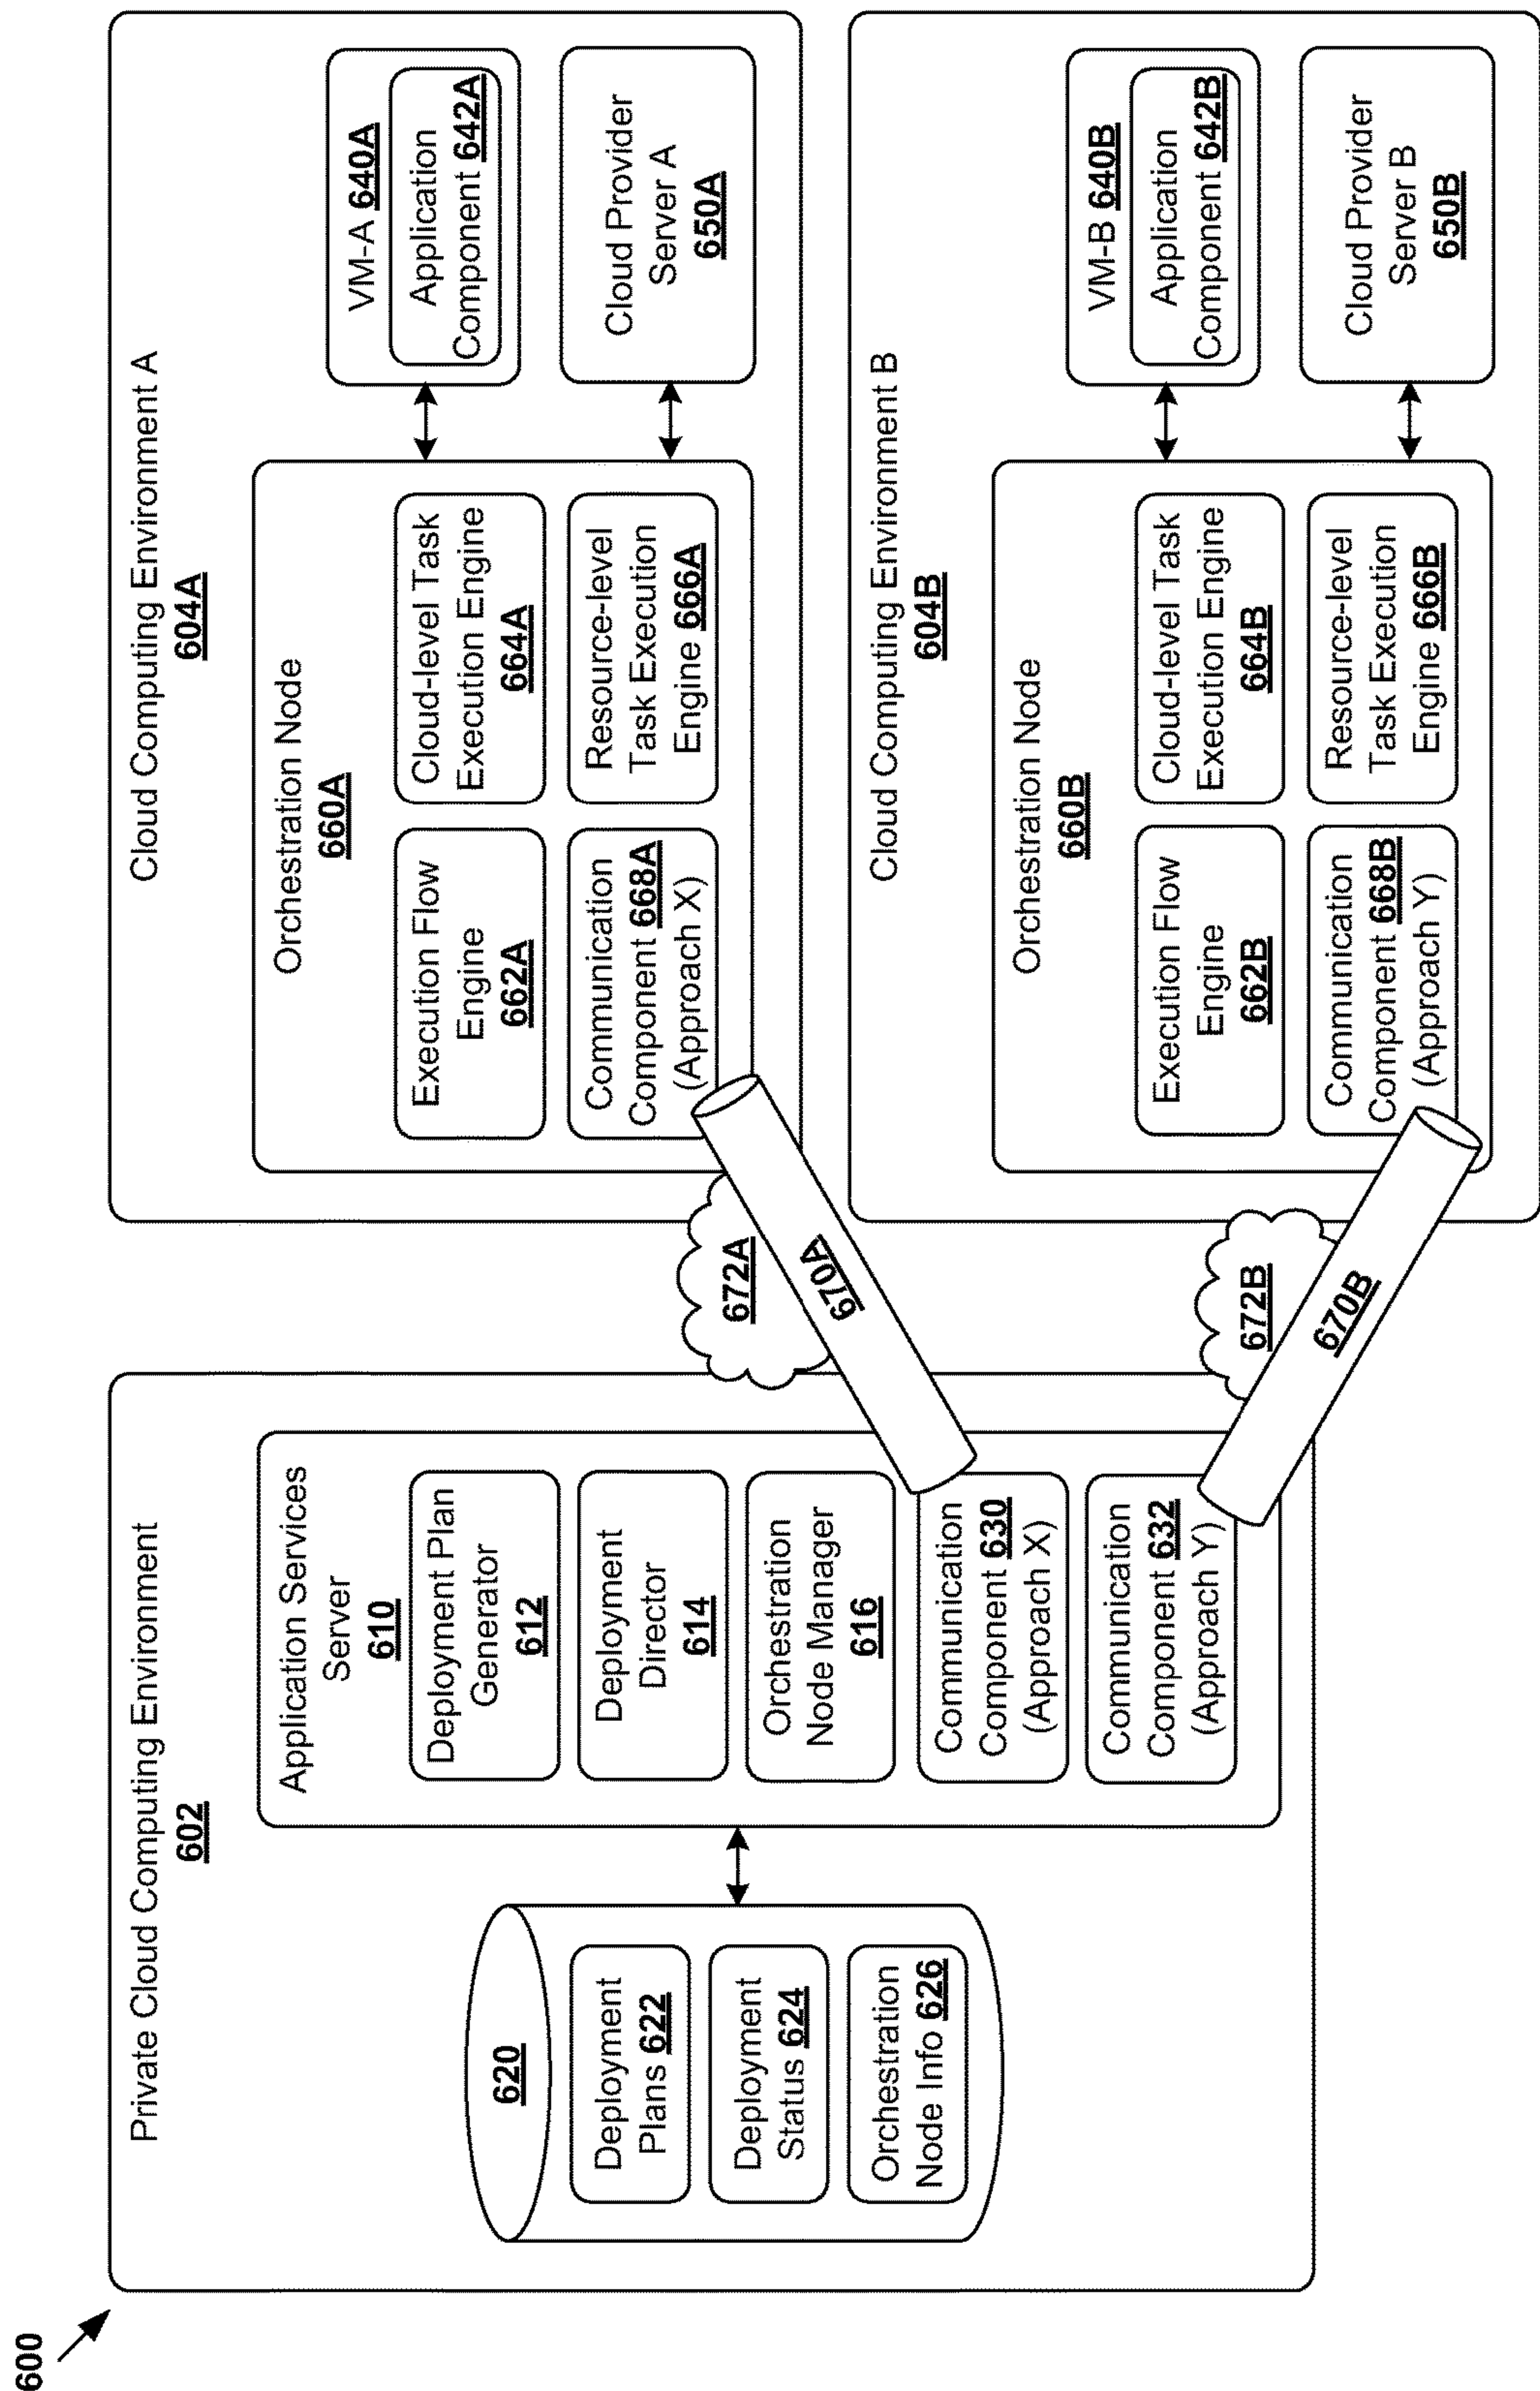 600
Private Cloud Computing Environment
602
620
Deployment
Plans 622
Deployment
Status 624
Orchestration
Node Info 626
Application Services
Server
610
Deployment Plan
Generator
612
Deployment
Director
614
Orchestration
Node Manager
616
Communication
Component 630
(Approach X)
Communication
Component 632
(Approach Y)
672A
670A
672B
670B
Cloud Computing Environment A
604A
Orchestration Node
660A
Execution Flow
Engine
662A
Cloud-level Task
Execution Engine
664A
Communication
Component 668A
(Approach X)
Resource-level
Task Execution
Engine 666A
VM-A 640A
Application
Component 642A
Cloud Provider
Server A
650A
Cloud Computing Environment B
604B
Orchestration Node
660B
Execution Flow
Engine
662B
Cloud-level Task
Execution Engine
664B
Communication
Component 668B
(Approach Y)
Resource-level
Task Execution
Engine 666B
VM-B 640B
Application
Component 642B
Cloud Provider
Server B
650B